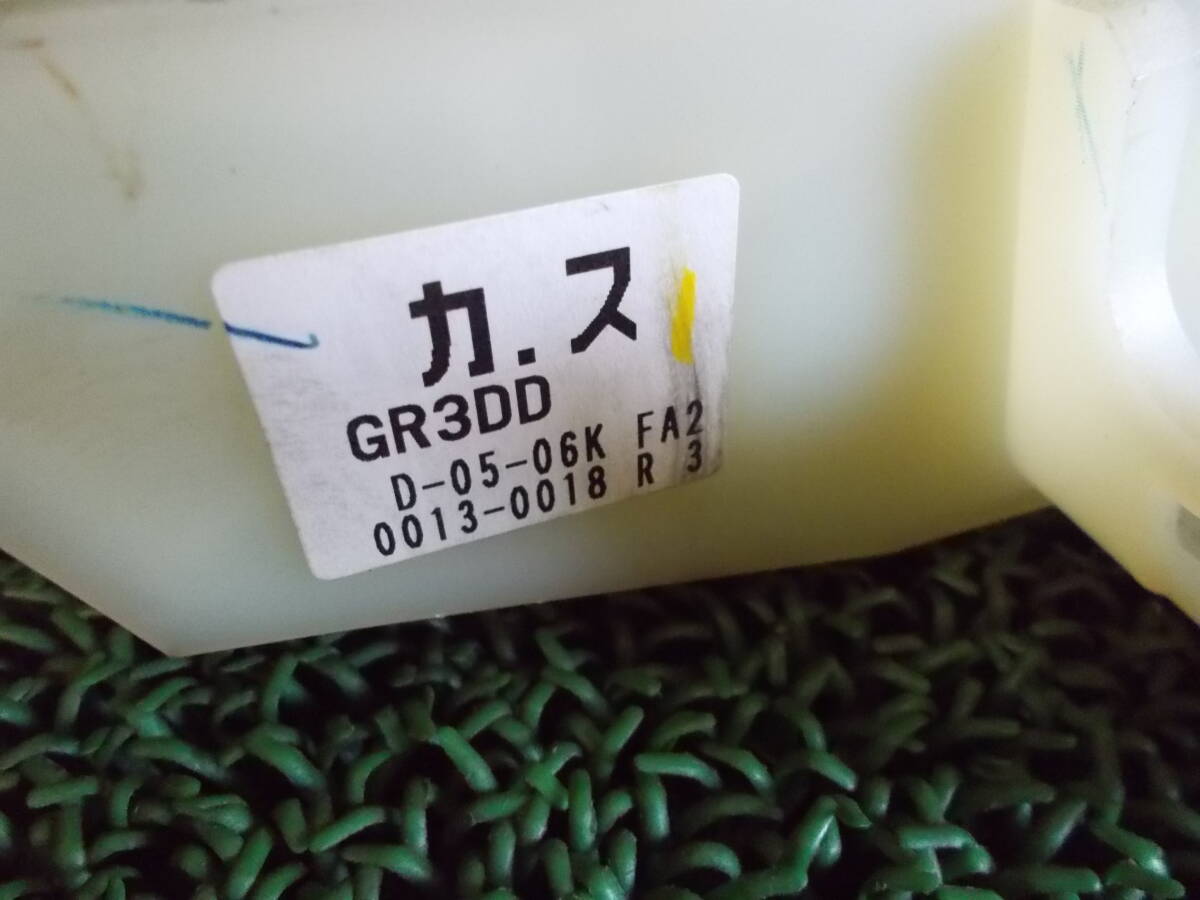 カ.ス
GR3DD
D-05-06K FA2
0013-0018 R 3